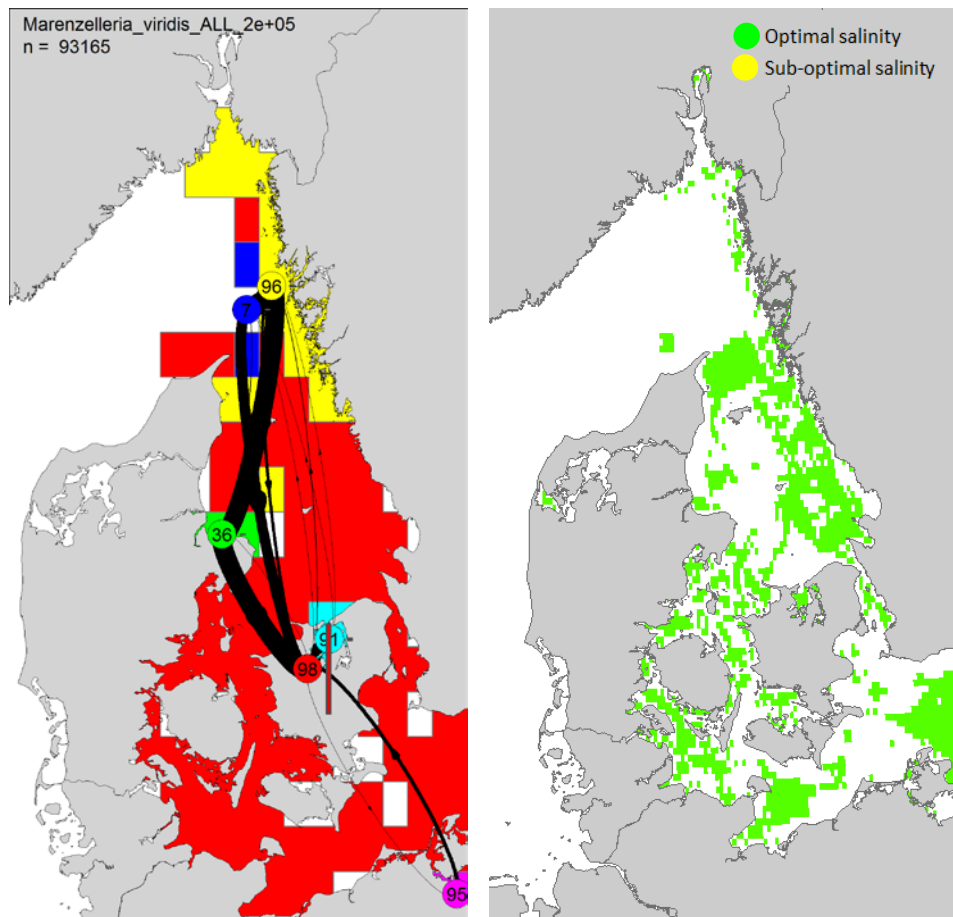 Marenzelleria_viridis_ALL_2e+05
n = 93165
96
7
36
91
98
95
Optimal salinity
Sub-optimal salinity